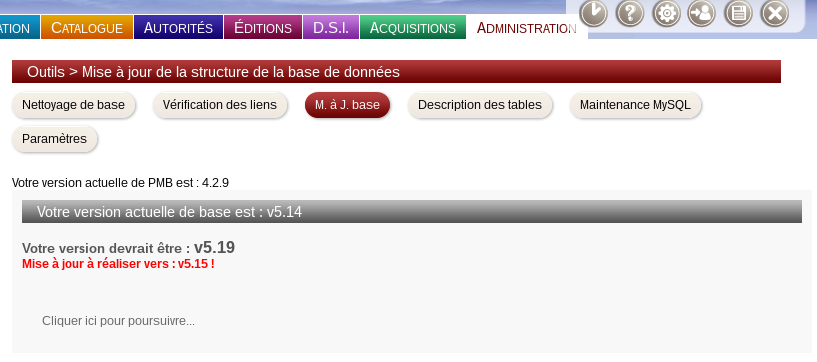 ATION CATALOGUE AUTORITÉS ÉDITIONS D.S.I. ACQUISITIONS ADMINISTRATION
Outils > Mise à jour de la structure de la base de données
Nettoyage de base Vérification des liens M. à J. base Description des tables Maintenance MySQL
Paramètres
Votre version actuelle de PMB est : 4.2.9
Votre version actuelle de base est : v5.14
Votre version devrait être : v5.19
Mise à jour à réaliser vers : v5.15 !
Cliquer ici pour poursuivre...